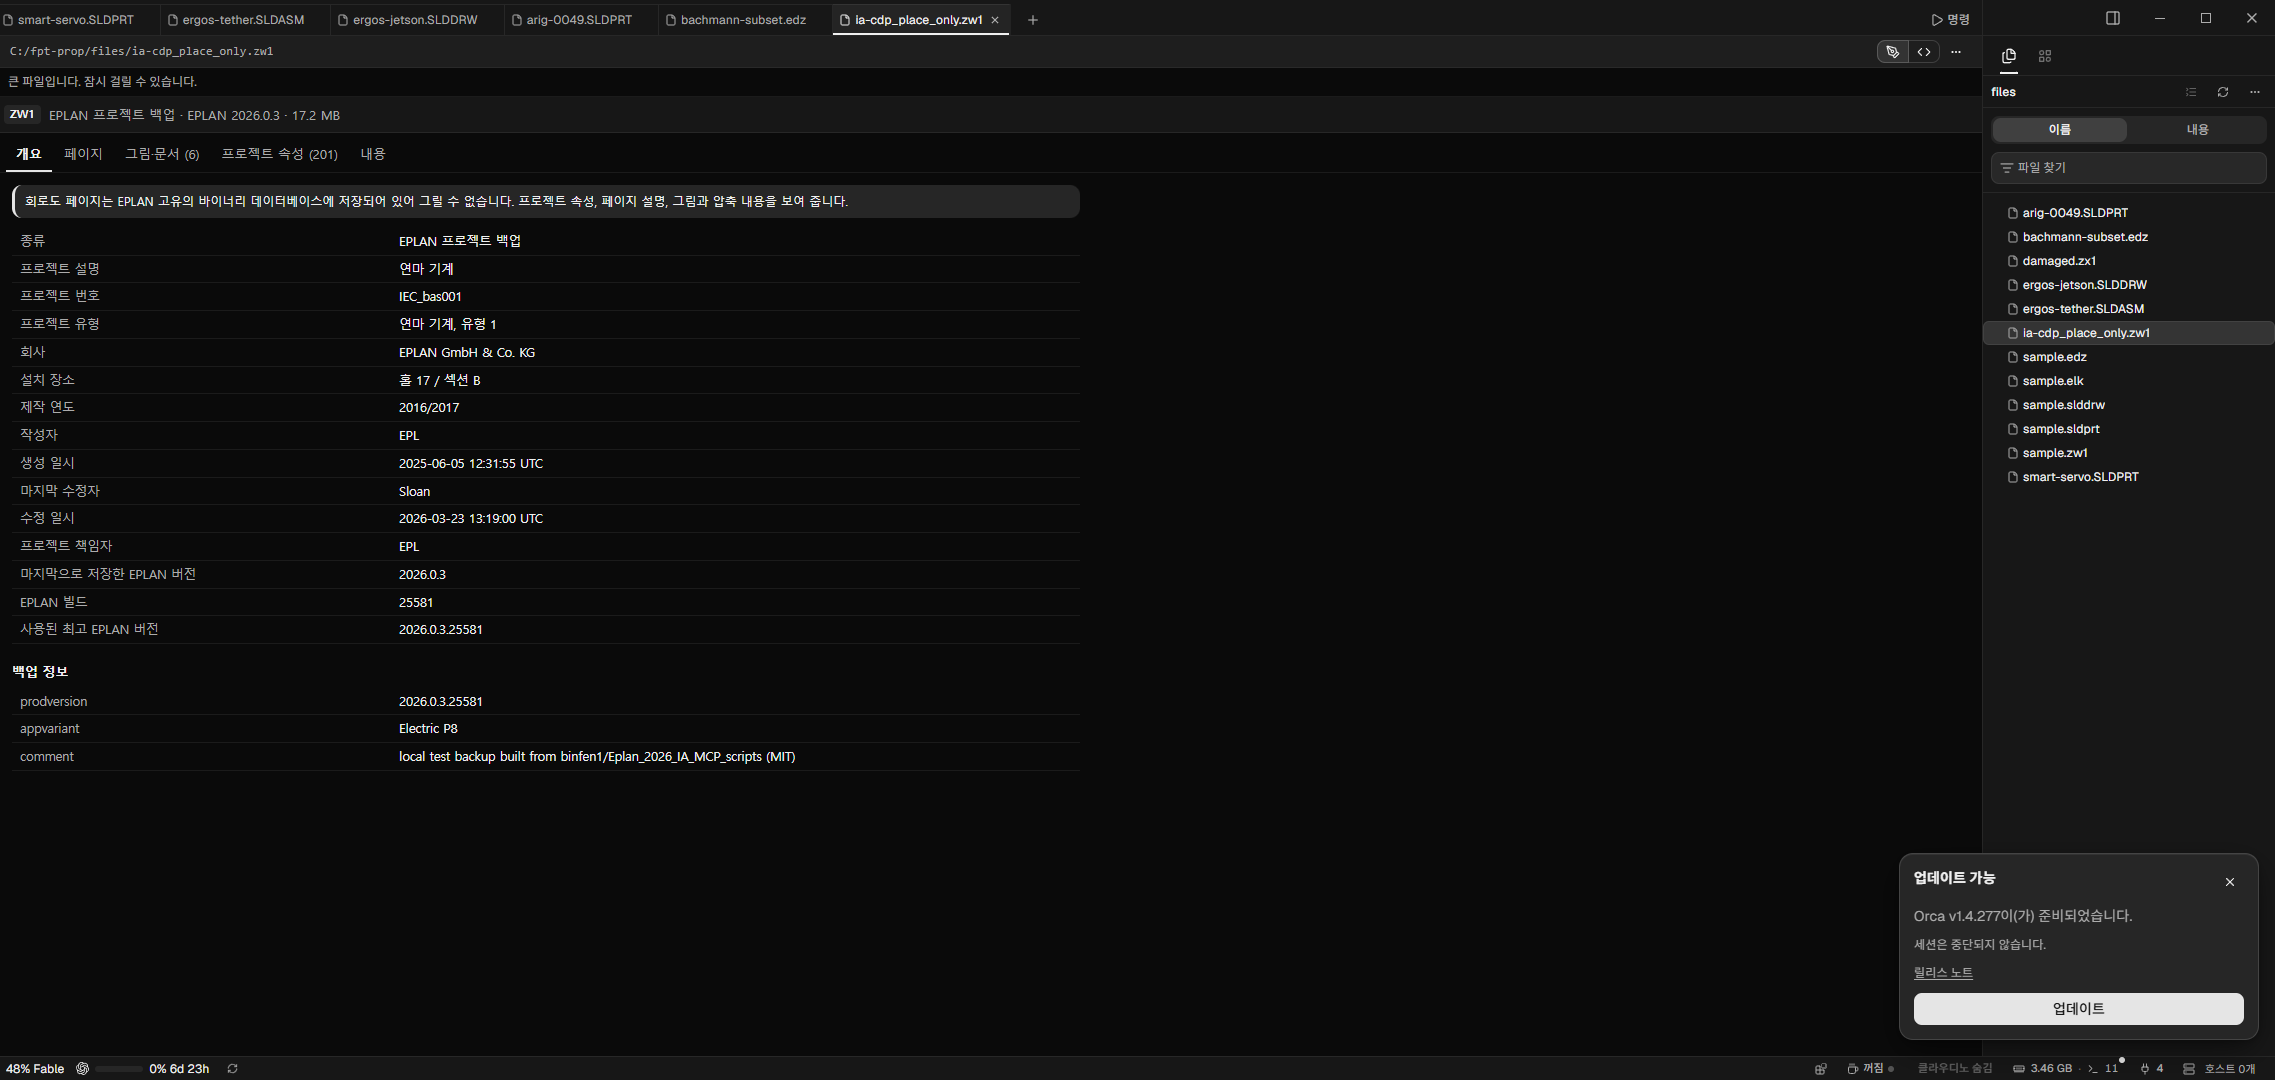 smart-servo.SLDPRT
ergos-tether.SLDASM
ergos-jetson.SLDDRW
arig-0049.SLDPRT
bachmann-subset.edz
ia-cdp_place_only.zw1
명령
C:/fpt-prop/files/ia-cdp_place_only.zw1
큰 파일입니다. 잠시 걸릴 수 있습니다.
ZW1 EPLAN 프로젝트 백업 · EPLAN 2026.0.3 · 17.2 MB
개요 페이지 그림·문서 (6) 프로젝트 속성 (201) 내용
회로도 페이지는 EPLAN 고유의 바이너리 데이터베이스에 저장되어 있어 그릴 수 없습니다. 프로젝트 속성, 페이지 설명, 그림과 압축 내용을 보여 줍니다.
종류 EPLAN 프로젝트 백업
프로젝트 설명 연마 기계
프로젝트 번호 IEC_bas001
프로젝트 유형 연마 기계, 유형 1
회사 EPLAN GmbH & Co. KG
설치 장소 홀 17 / 섹션 B
제작 연도 2016/2017
작성자 EPL
생성 일시 2025-06-05 12:31:55 UTC
마지막 수정자 Sloan
수정 일시 2026-03-23 13:19:00 UTC
프로젝트 책임자 EPL
마지막으로 저장한 EPLAN 버전 2026.0.3
EPLAN 빌드 25581
사용된 최고 EPLAN 버전 2026.0.3.25581
백업 정보
prodversion 2026.0.3.25581
appvariant Electric P8
comment local test backup built from binfen1/Eplan_2026_IA_MCP_scripts (MIT)
files
이름 내용
파일 찾기
arig-0049.SLDPRT
bachmann-subset.edz
damaged.zx1
ergos-jetson.SLDDRW
ergos-tether.SLDASM
ia-cdp_place_only.zw1
sample.edz
sample.elk
sample.slddrw
sample.sldprt
sample.zw1
smart-servo.SLDPRT
업데이트 가능
Orca v1.4.277이(가) 준비되었습니다.
세션은 중단되지 않습니다.
릴리스 노트
업데이트
48% Fable 0% 6d 23h
꺼짐 클라우디노 숨김 3.46 GB · 11 4 호스트 0개